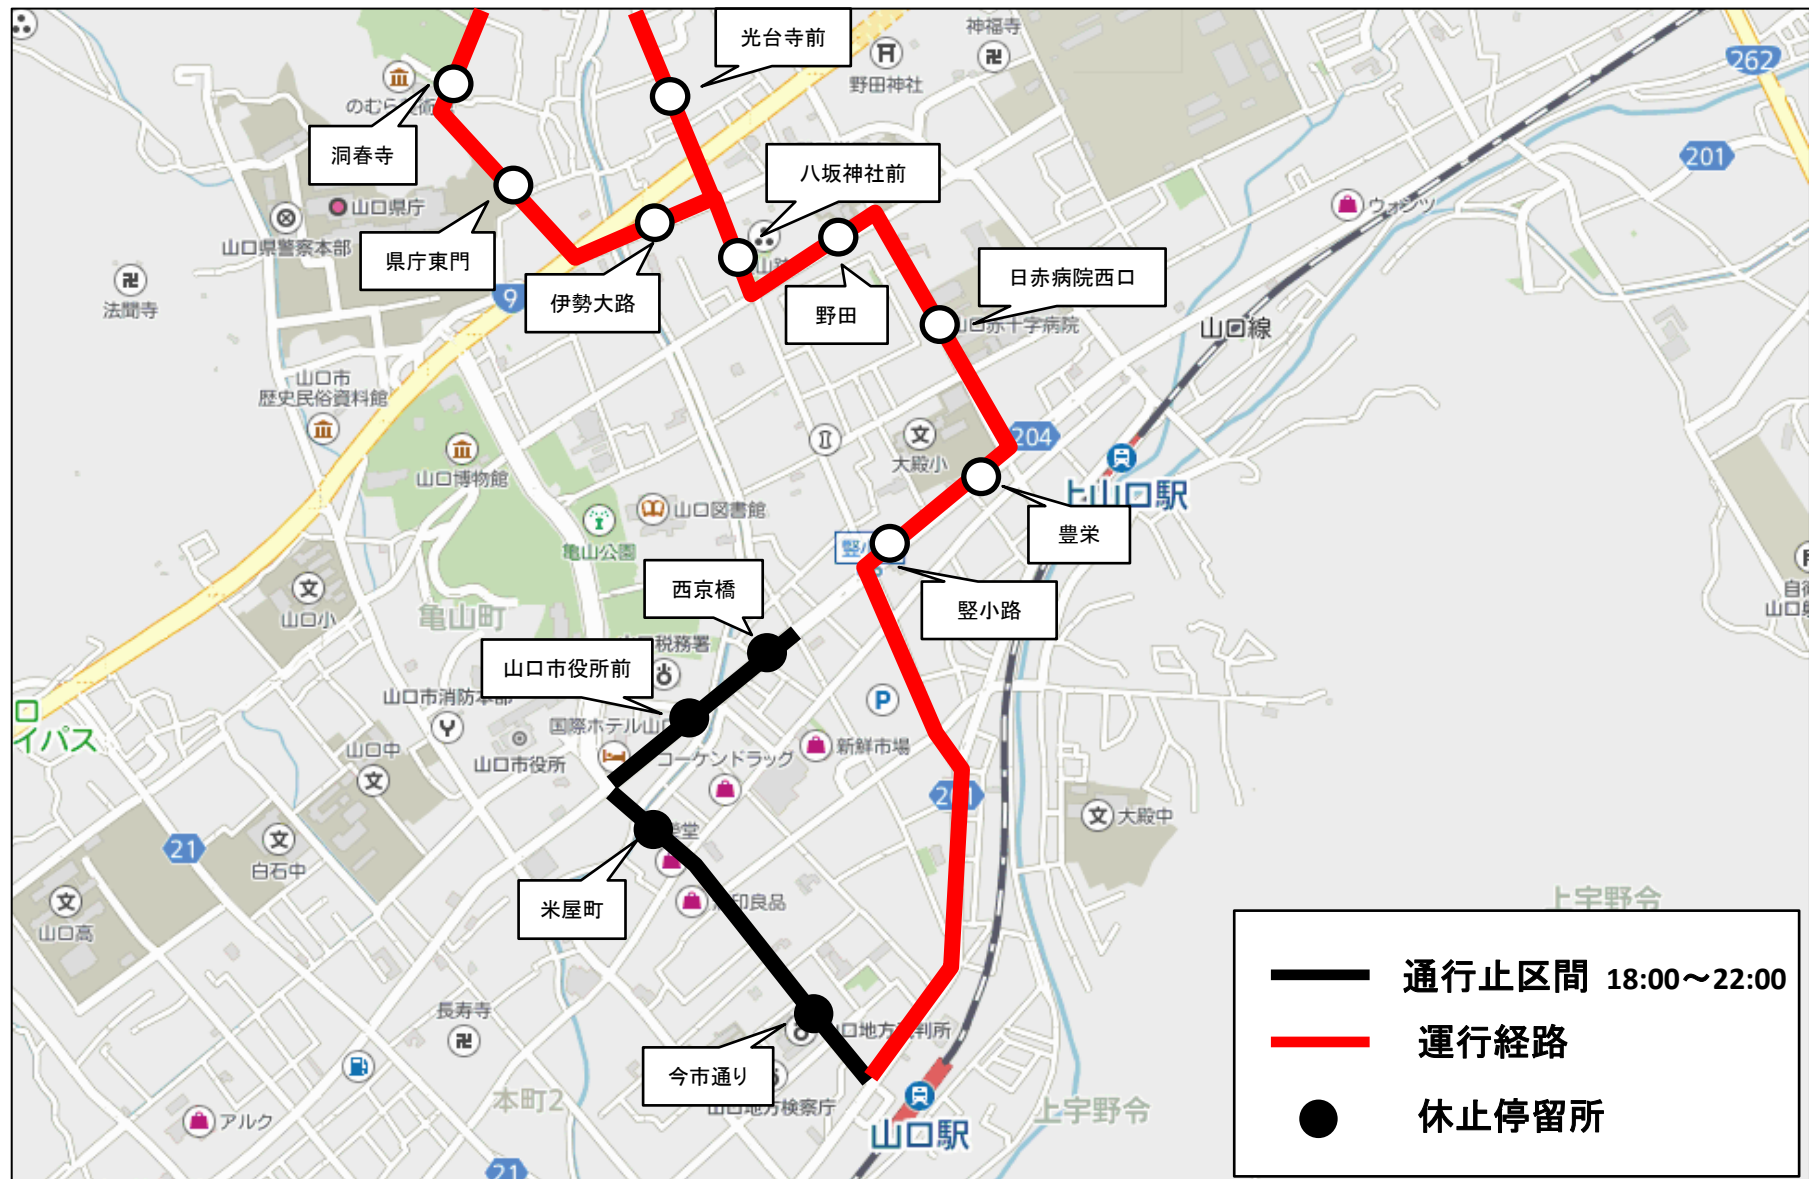 光台寺前
神福寺
野田神社
262
のむら美術
洞春寺
八坂神社前
201
山口県庁
ウォンツ
山口県警察本部
県庁東門
日赤病院西口
法聞寺
9
伊勢大路
野田
山口赤十字病院
山口線
山口市
歴史民俗資料館
204
大殿小
山口博物館
上山口駅
山口図書館
豊栄
亀山公園
西京橋
竪小路
山口小
亀山町
税務署
山口市役所前
山口市消防本部
国際ホテル山口
イパス
山口中
山口市役所
コーケンドラッグ
新鮮市場
204
大殿中
21
白石中
米屋町
無印良品
山口高
上宇野令
長寿寺
山口地方裁判所
今市通り
本町2
アルク
山口地方検察庁
上宇野令
山口駅
21
通行止区間 18:00～22:00
運行経路
休止停留所